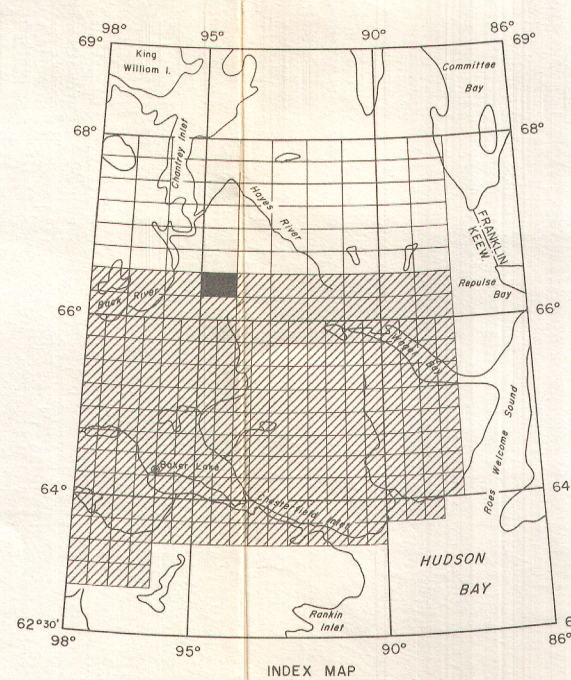 98°
95°
90°
86°
69°
69°
King
William I.
Committee
Bay
68°
68°
Chantrey Inlet
Hayes River
FRANKLIN
KEEW.
Repulse
Bay
Back River
66°
66°
Wager Bay
Roes Welcome Sound
Baker Lake
64°
64
Chesterfield Inlet
HUDSON
BAY
Rankin
Inlet
62°30'
6
98°
95°
90°
86°
INDEX MAP